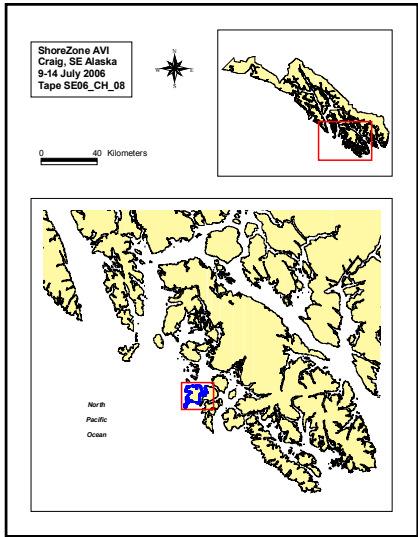 ShoreZone AVI
Craig, SE Alaska
9-14 July 2006
Tape SE06_CH_08
N
W E
S
0 40 Kilometers
North
Pacific
Ocean